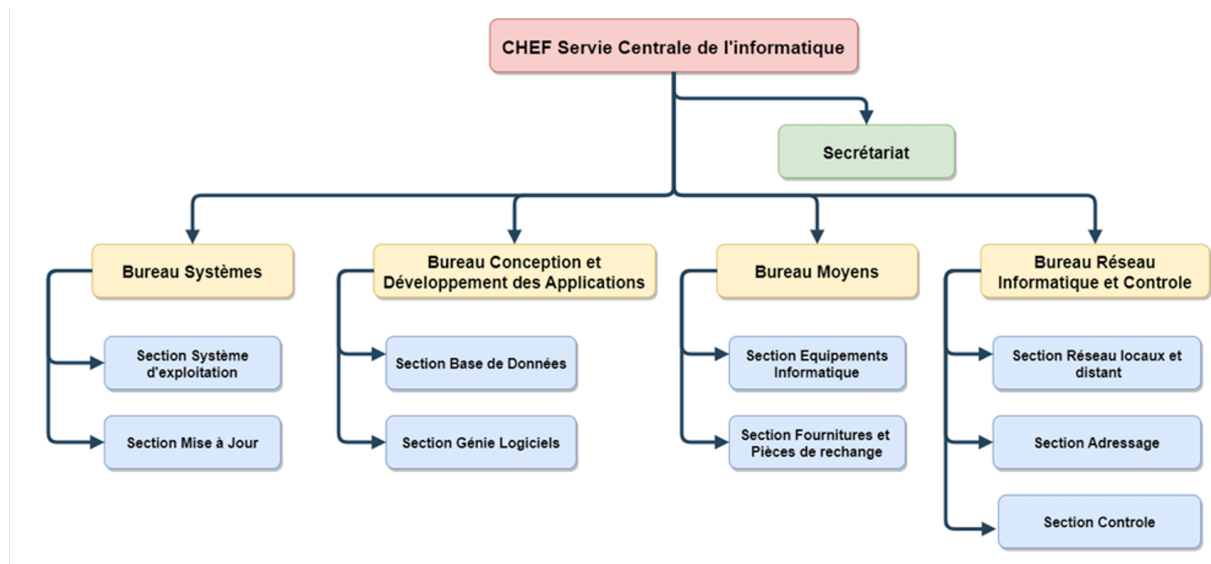 CHEF Servie Centrale de l'informatique
Secrétariat
Bureau Systèmes
Bureau Conception et
Développement des Applications
Bureau Moyens
Bureau Réseau
Informatique et Controle
Section Système
d'exploitation
Section Base de Données
Section Equipements
Informatique
Section Réseau locaux et
distant
Section Mise à Jour
Section Génie Logiciels
Section Fournitures et
Pièces de rechange
Section Adressage
Section Controle